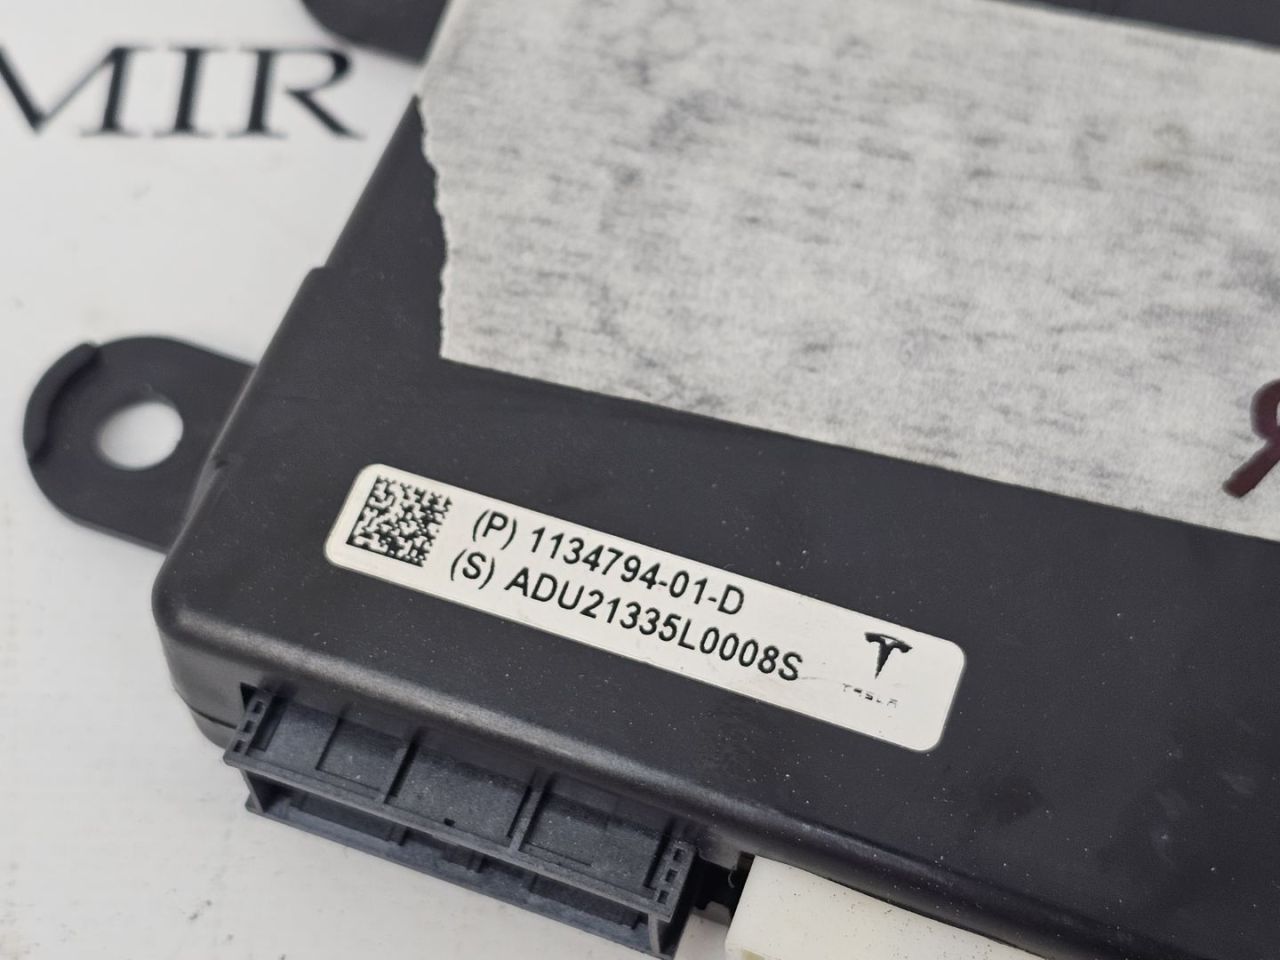 MIR
(P) 1134794-01-D
(S) ADU21335L0008S
TESLA